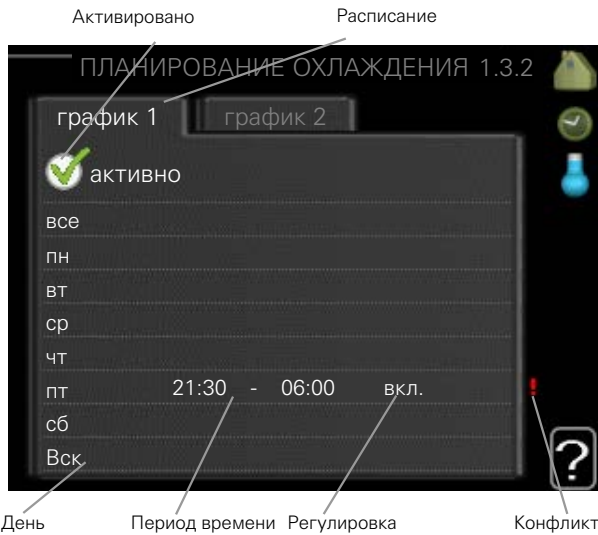 Активировано Расписание
ПЛАНИРОВАНИЕ ОХЛАЖДЕНИЯ 1.3.2
график 1 график 2
активно
все
пн
вт
ср
чт
пт 21:30 - 06:00 вкл. !
сб
Вск.
?
День Период времени Регулировка Конфликт